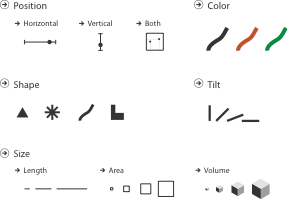 Position
Horizontal
Vertical
Both
Color
Shape
Tilt
Size
Length
Area
Volume